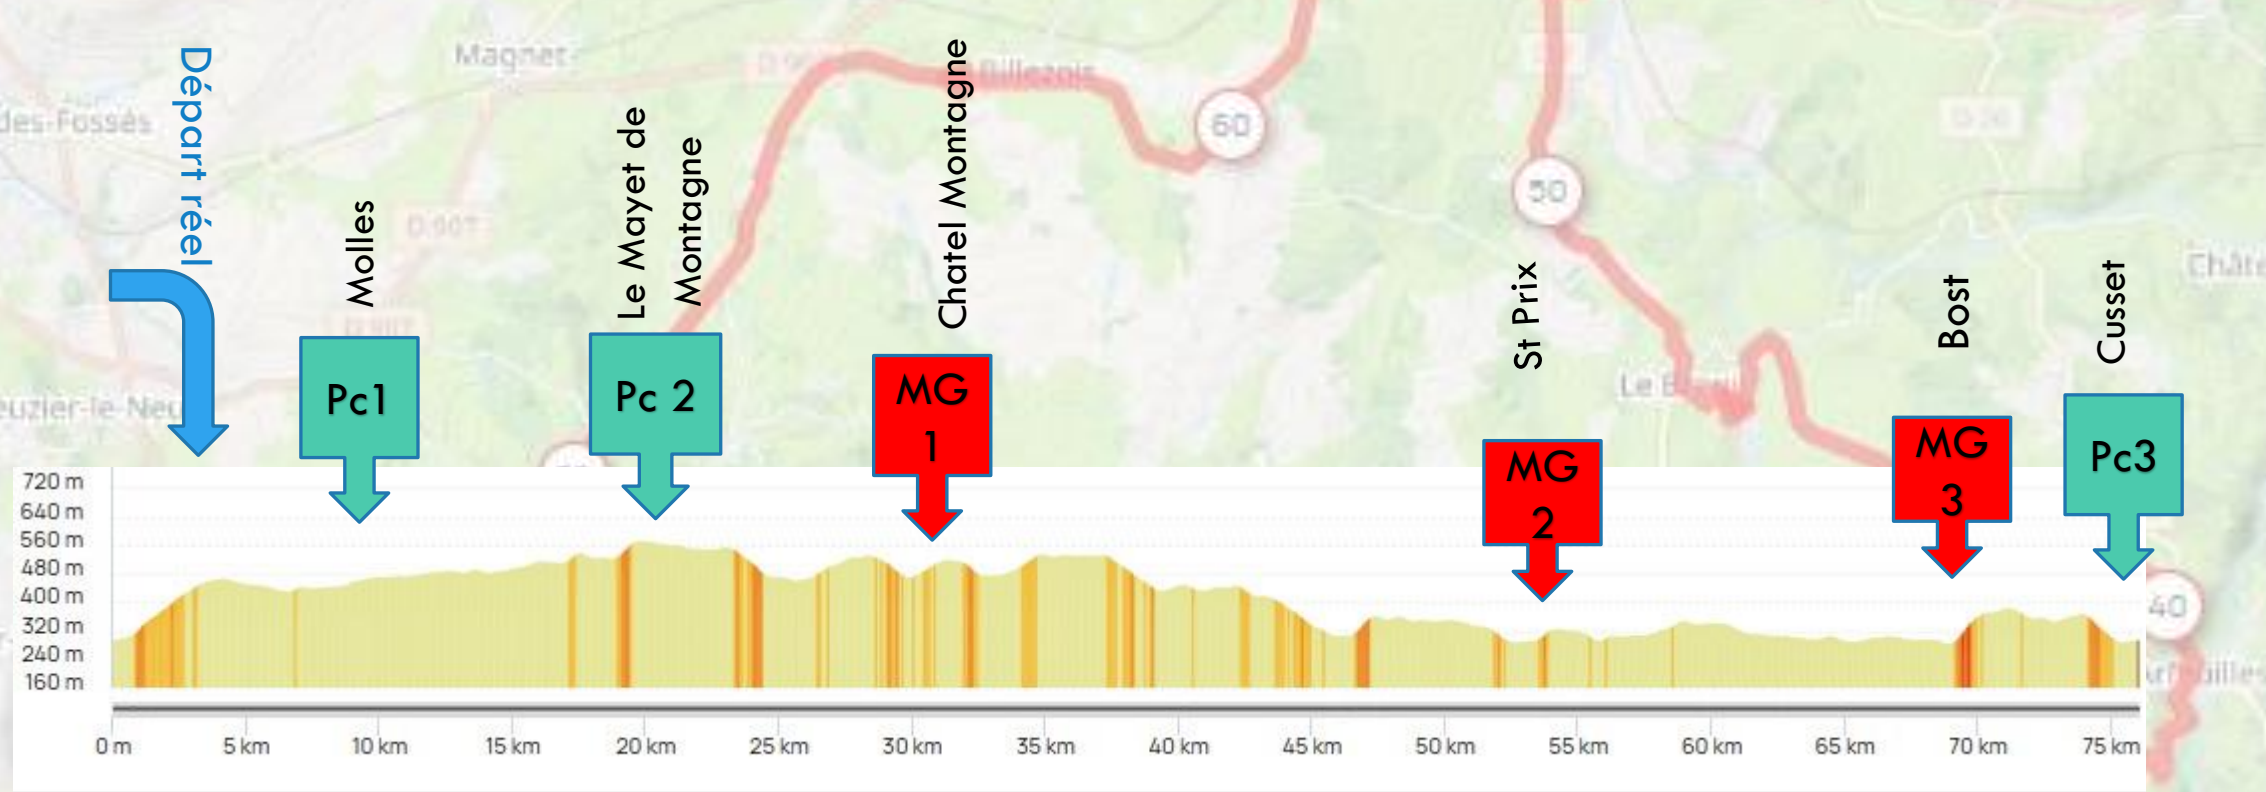 Magnet
Billeznis
des-Fossés
60
50
D.907
Départ réel
Molles
Le Mayet de
Montagne
Chatel Montagne
St Prix
Bost
Cusset
Châte
euzier-le-Neu
Le B
Pc1
Pc 2
MG
1
MG
2
MG
3
Pc3
40
720 m
640 m
560 m
480 m
400 m
320 m
240 m
160 m
0 m
5 km
10 km
15 km
20 km
25 km
30 km
35 km
40 km
45 km
50 km
55 km
60 km
65 km
70 km
75 km